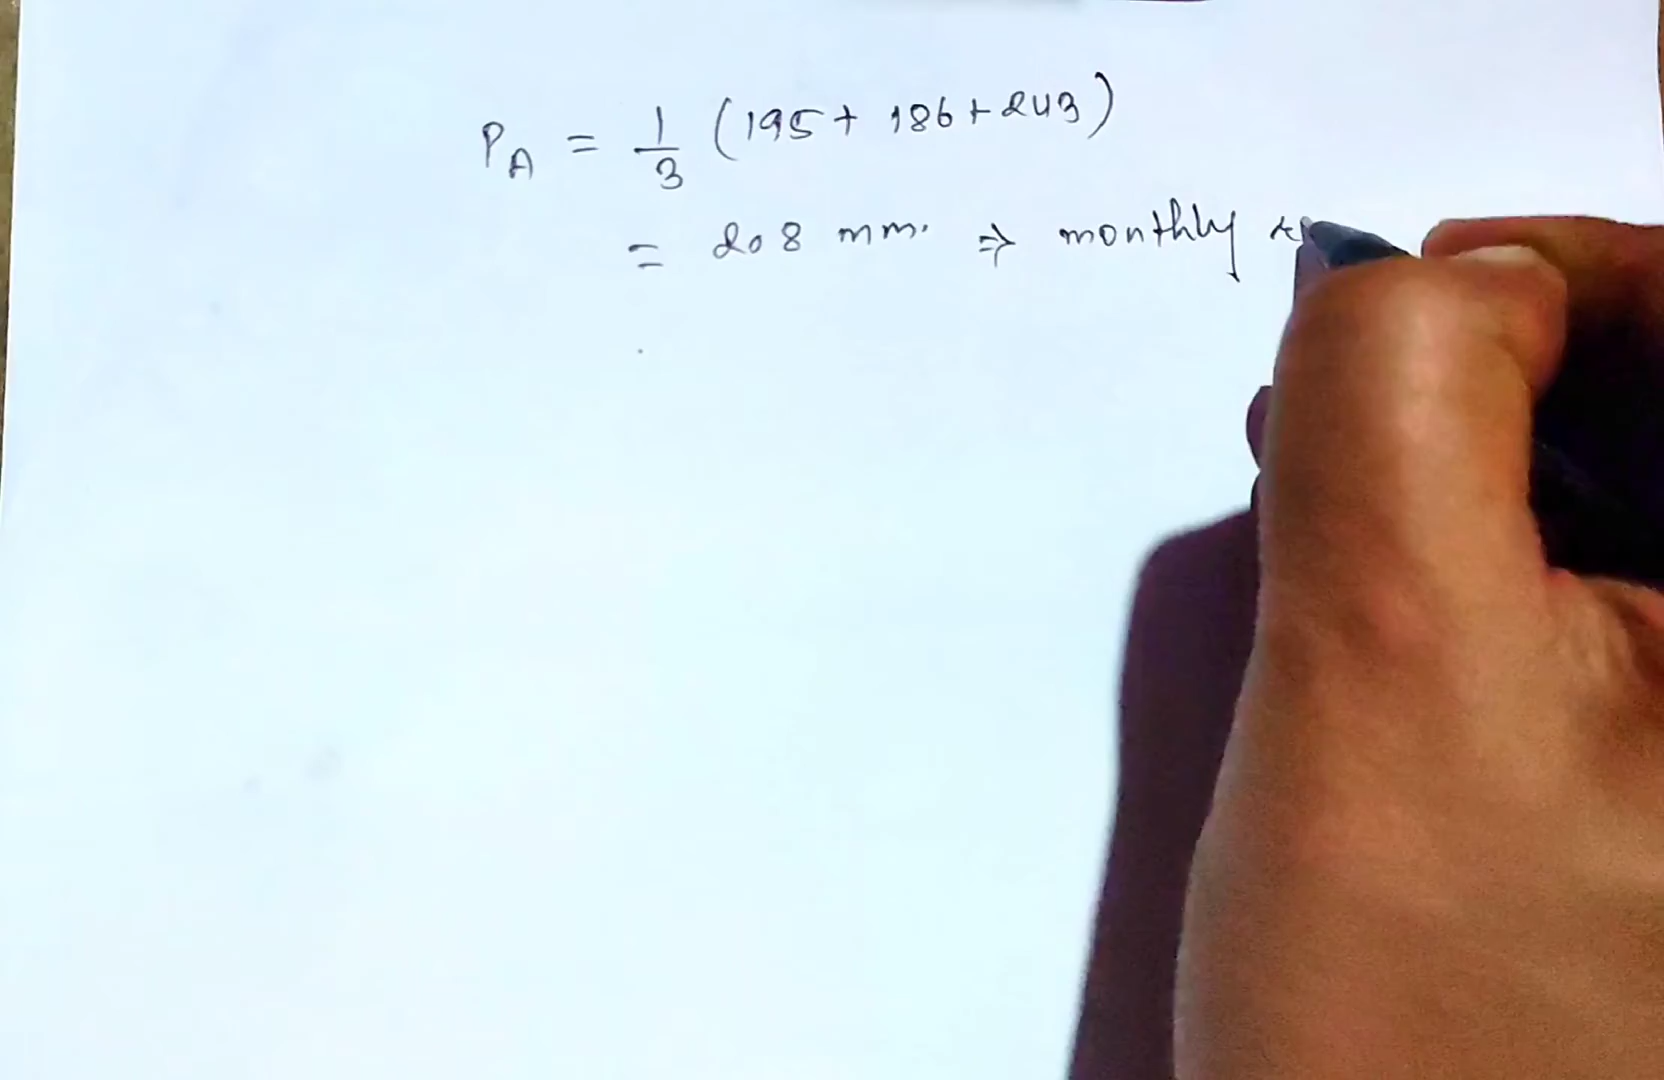 P_A = 1/3 (195 + 186 + 243)
= 208 mm. ⇒ monthly